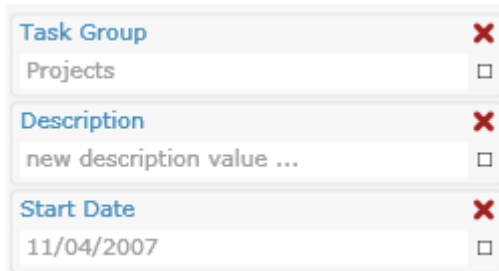 Task Group
Projects
Description
new description value ...
Start Date
11/04/2007